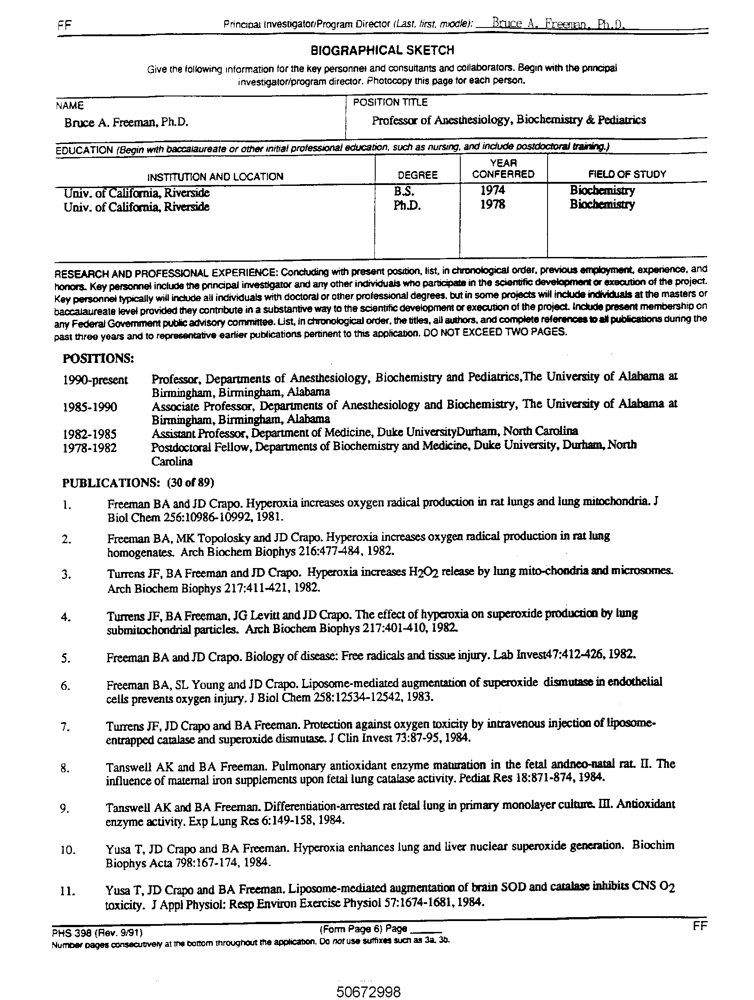 FF Principal Investigator/Program Director (Last, first, middle): Bruce A. Freeman, Ph.D.
BIOGRAPHICAL SKETCH
Give the following information for the key personnel and consultants and collaborators. Begin with the principal
investigator/program director. Photocopy this page for each person.
NAME POSITION TITLE
Bruce A. Freeman, Ph.D. Professor of Anesthesiology, Biochemistry & Pediatrics
EDUCATION (Begin with baccalaureate or other initial professional education, such as nursing, and include postdoctoral training.)
INSTITUTION AND LOCATION DEGREE YEAR CONFERRED FIELD OF STUDY
Univ. of California, Riverside B.S. 1974 Biochemistry
Univ. of California, Riverside Ph.D. 1978 Biochemistry
RESEARCH AND PROFESSIONAL EXPERIENCE: Concluding with present position, list, in chronological order, previous employment, experience, and
honors. Key personnel include the principal investigator and any other individuals who participate in the scientific development or execution of the project.
Key personnel typically will include all individuals with doctoral or other professional degrees, but in some projects will include individuals at the masters or
baccalaureate level provided they contribute in a substantive way to the scientific development or execution of the project. Include present membership on
any Federal Government public advisory committee. List, in chronological order, the titles, all authors, and complete references to all publications during the
past three years and to representative earlier publications pertinent to this application. DO NOT EXCEED TWO PAGES.
POSITIONS:
1990-present Professor, Departments of Anesthesiology, Biochemistry and Pediatrics,The University of Alabama at
Birmingham, Birmingham, Alabama
1985-1990 Associate Professor, Departments of Anesthesiology and Biochemistry, The University of Alabama at
Birmingham, Birmingham, Alabama
1982-1985 Assistant Professor, Department of Medicine, Duke UniversityDurham, North Carolina
1978-1982 Postdoctoral Fellow, Departments of Biochemistry and Medicine, Duke University, Durham, North
Carolina
PUBLICATIONS: (30 of 89)
1. Freeman BA and JD Crapo. Hyperoxia increases oxygen radical production in rat lungs and lung mitochondria. J
Biol Chem 256:10986-10992, 1981.
2. Freeman BA, MK Topolosky and JD Crapo. Hyperoxia increases oxygen radical production in rat lung
homogenates. Arch Biochem Biophys 216:477-484, 1982.
3. Turrens JF, BA Freeman and JD Crapo. Hyperoxia increases H2O2 release by lung mito-chondria and microsomes.
Arch Biochem Biophys 217:411-421, 1982.
4. Turrens JF, BA Freeman, JG Levitt and JD Crapo. The effect of hyperoxia on superoxide production by lung
submitochondrial particles. Arch Biochem Biophys 217:401-410, 1982.
5. Freeman BA and JD Crapo. Biology of disease: Free radicals and tissue injury. Lab Invest47:412-426, 1982.
6. Freeman BA, SL Young and JD Crapo. Liposome-mediated augmentation of superoxide dismutase in endothelial
cells prevents oxygen injury. J Biol Chem 258:12534-12542, 1983.
7. Turrens JF, JD Crapo and BA Freeman. Protection against oxygen toxicity by intravenous injection of liposome-
entrapped catalase and superoxide dismutase. J Clin Invest 73:87-95, 1984.
8. Tanswell AK and BA Freeman. Pulmonary antioxidant enzyme maturation in the fetal andneo-natal rat. II. The
influence of maternal iron supplements upon fetal lung catalase activity. Pediat Res 18:871-874, 1984.
9. Tanswell AK and BA Freeman. Differentiation-arrested rat fetal lung in primary monolayer culture. III. Antioxidant
enzyme activity. Exp Lung Res 6:149-158, 1984.
10. Yusa T, JD Crapo and BA Freeman. Hyperoxia enhances lung and liver nuclear superoxide generation. Biochim
Biophys Acta 798:167-174, 1984.
11. Yusa T, JD Crapo and BA Freeman. Liposome-mediated augmentation of brain SOD and catalase inhibits CNS O2
toxicity. J Appl Physiol: Resp Environ Exercise Physiol 57:1674-1681, 1984.
PHS 398 (Rev. 9/91) (Form Page 6) Page ____ FF
Number pages consecutively at the bottom throughout the application. Do not use suffixes such as 3a, 3b.
50672998